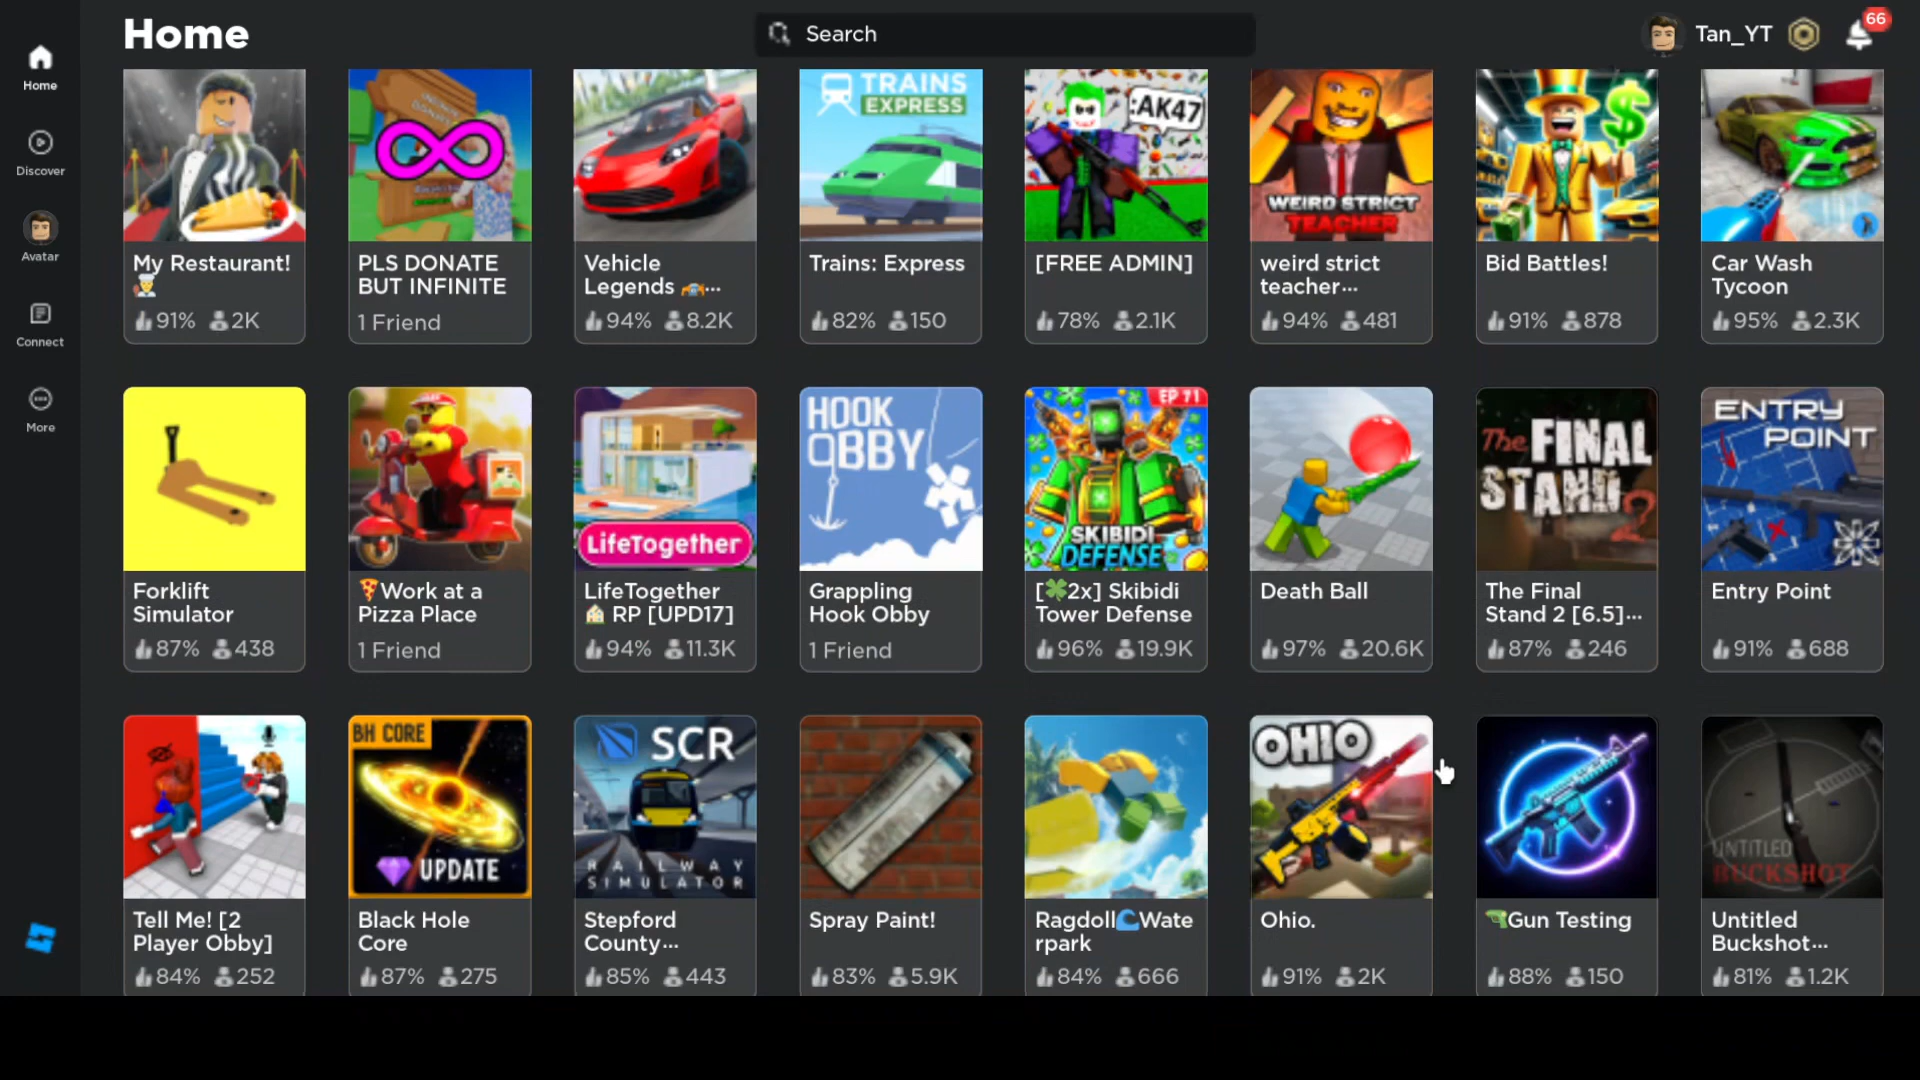 Home
Search
Tan_YT
66
Home
Discover
Avatar
Connect
More
TRAINS
EXPRESS
:AK47
WEIRD STRICT
TEACHER
My Restaurant!
PLS DONATE
BUT INFINITE
Vehicle
Legends 🚓...
Trains: Express
[FREE ADMIN]
weird strict
teacher...
Bid Battles!
Car Wash
Tycoon
91% 2K
1 Friend
94% 8.2K
82% 150
78% 2.1K
94% 481
91% 878
95% 2.3K
LifeTogether
HOOK
OBBY
EP 71
SKIBIDI
DEFENSE
The FINAL
STAND 2
ENTRY
POINT
Forklift
Simulator
🍕Work at a
Pizza Place
LifeTogether
🏠 RP [UPD17]
Grappling
Hook Obby
[🍀2x] Skibidi
Tower Defense
Death Ball
The Final
Stand 2 [6.5]...
Entry Point
87% 438
1 Friend
94% 11.3K
1 Friend
96% 19.9K
97% 20.6K
87% 246
91% 688
BH CORE
UPDATE
SCR
RAILWAY
SIMULATOR
OHIO
UNTITLED
BUCKSHOT
Tell Me! [2
Player Obby]
Black Hole
Core
Stepford
County...
Spray Paint!
Ragdoll🌊Wate
rpark
Ohio.
🔫Gun Testing
Untitled
Buckshot...
84% 252
87% 275
85% 443
83% 5.9K
84% 666
91% 2K
88% 150
81% 1.2K